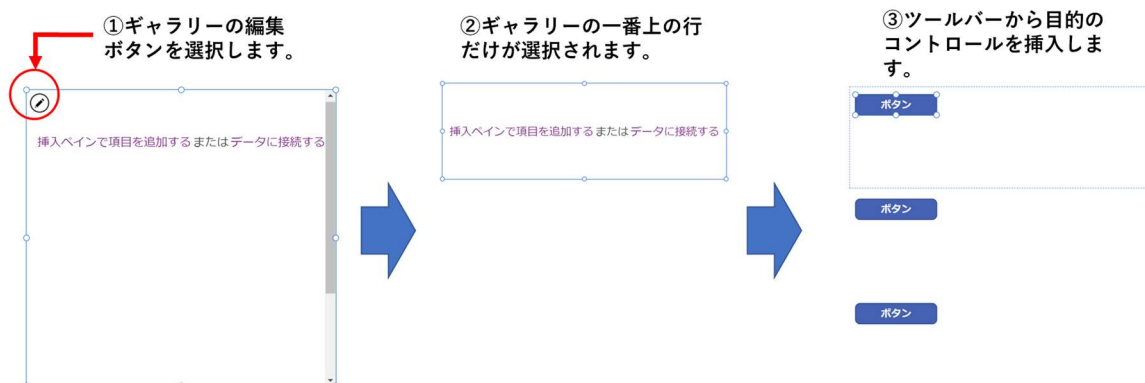 ①ギャラリーの編集
ボタンを選択します。
挿入ペインで項目を追加する または データに接続する
②ギャラリーの一番上の行
だけが選択されます。
挿入ペインで項目を追加する または データに接続する
③ツールバーから目的の
コントロールを挿入しま
す。
ボタン
ボタン
ボタン